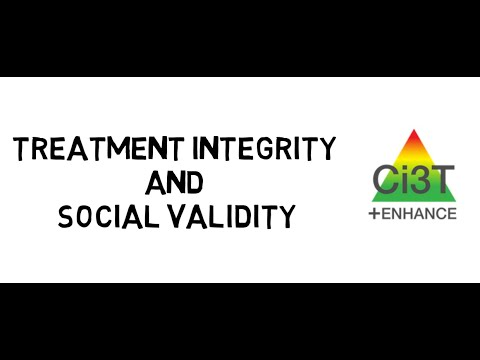 TREATMENT INTEGRITY
AND
SOCIAL VALIDITY
Ci3T
+ENHANCE